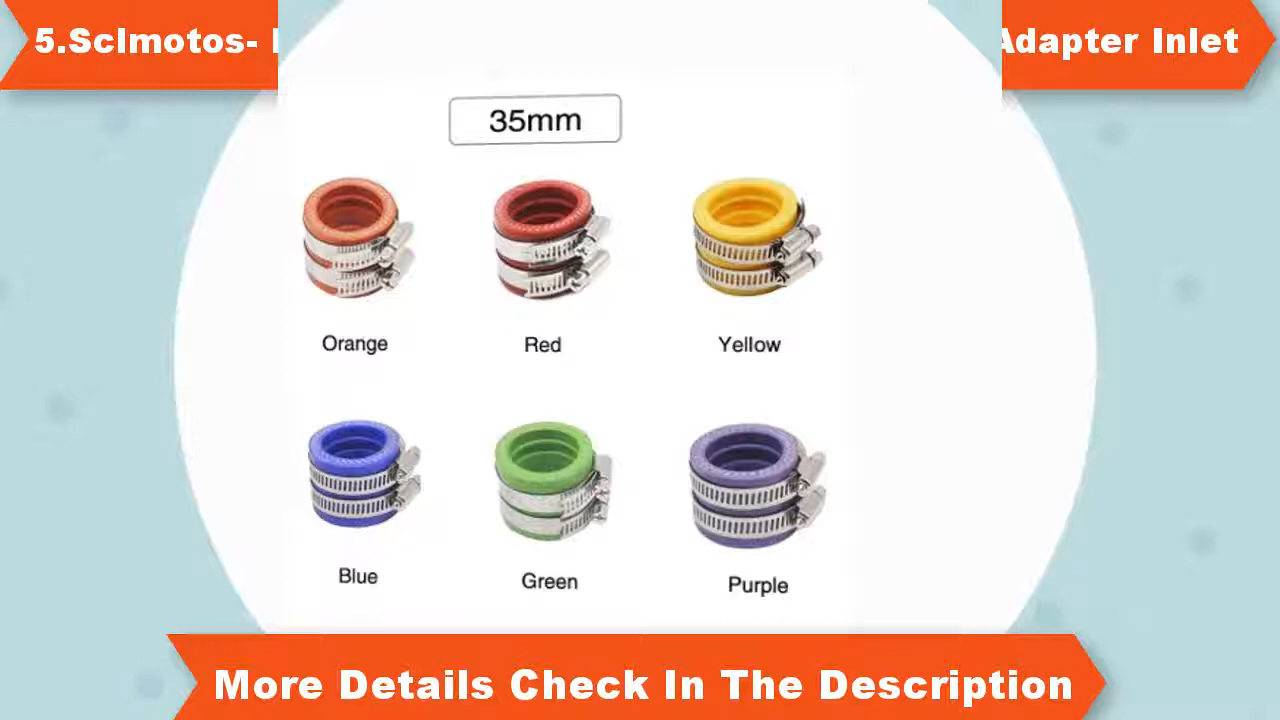 5.Sclmotos- Adapter Inlet
35mm
Orange Red Yellow
Blue Green Purple
More Details Check In The Description